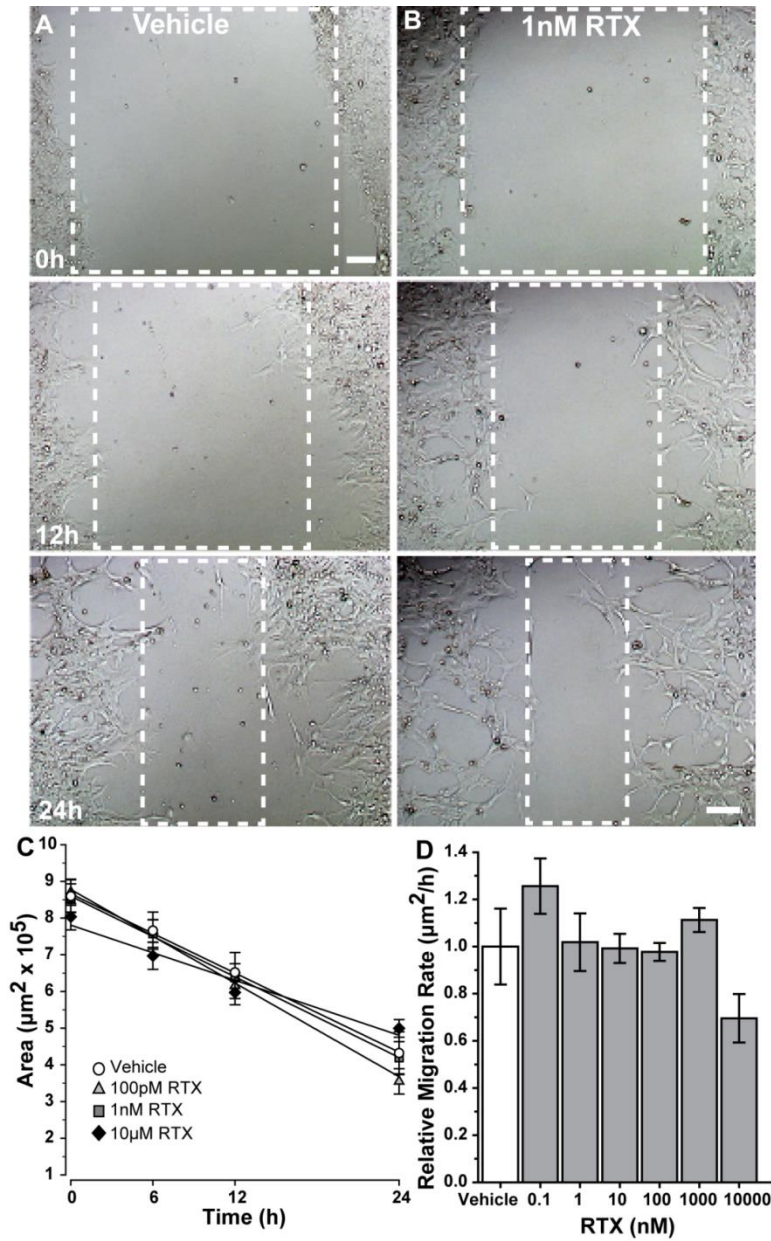 A
Vehicle
B
1nM RTX
0h
12h
24h
C
10
9
8
7
6
5
4
3
2
1
Area (µm² x 10⁵)
Vehicle
100pM RTX
1nM RTX
10µM RTX
0
6
12
24
Time (h)
D
1.4
1.2
1.0
0.8
0.6
0.4
0.2
0.0
Relative Migration Rate (µm²/h)
Vehicle 0.1 1 10 100 1000 10000
RTX (nM)